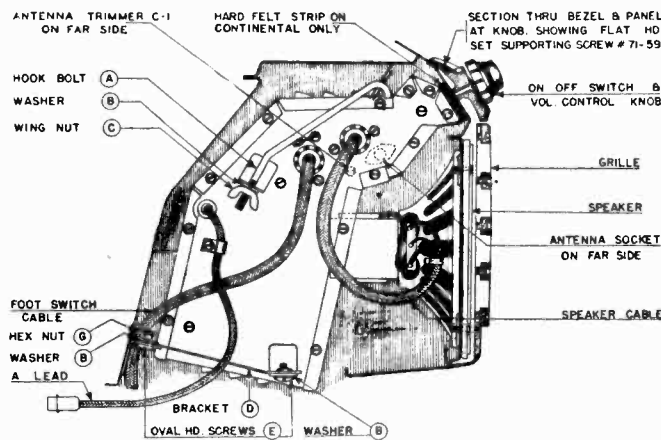 ANTENNA TRIMMER C-1
ON FAR SIDE
HARD FELT STRIP ON
CONTINENTAL ONLY
SECTION THRU BEZEL & PANEL
AT KNOB. SHOWING FLAT HD.
SET SUPPORTING SCREW # 71-59
HOOK BOLT A
WASHER B
WING NUT C
ON OFF SWITCH &
VOL. CONTROL KNOB
GRILLE
SPEAKER
ANTENNA SOCKET
ON FAR SIDE
SPEAKER CABLE
FOOT SWITCH
CABLE
HEX NUT G
WASHER B
A LEAD
BRACKET D
OVAL HD. SCREWS E WASHER B